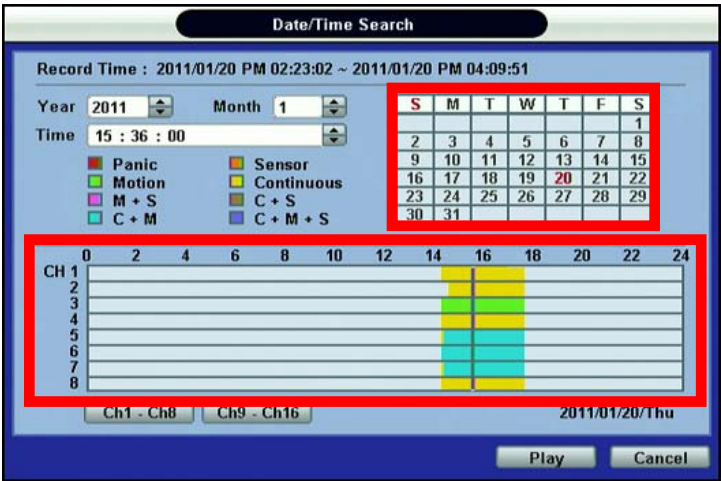 Date/Time Search
Record Time : 2011/01/20 PM 02:23:02 ~ 2011/01/20 PM 04:09:51
Year 2011 Month 1
Time 15 : 36 : 00
Panic Sensor
Motion Continuous
M + S C + S
C + M C + M + S
S M T W T F S
1
2 3 4 5 6 7 8
9 10 11 12 13 14 15
16 17 18 19 20 21 22
23 24 25 26 27 28 29
30 31
0 2 4 6 8 10 12 14 16 18 20 22 24
CH 1
2
3
4
5
6
7
8
Ch1 - Ch8 Ch9 - Ch16 2011/01/20/Thu
Play Cancel